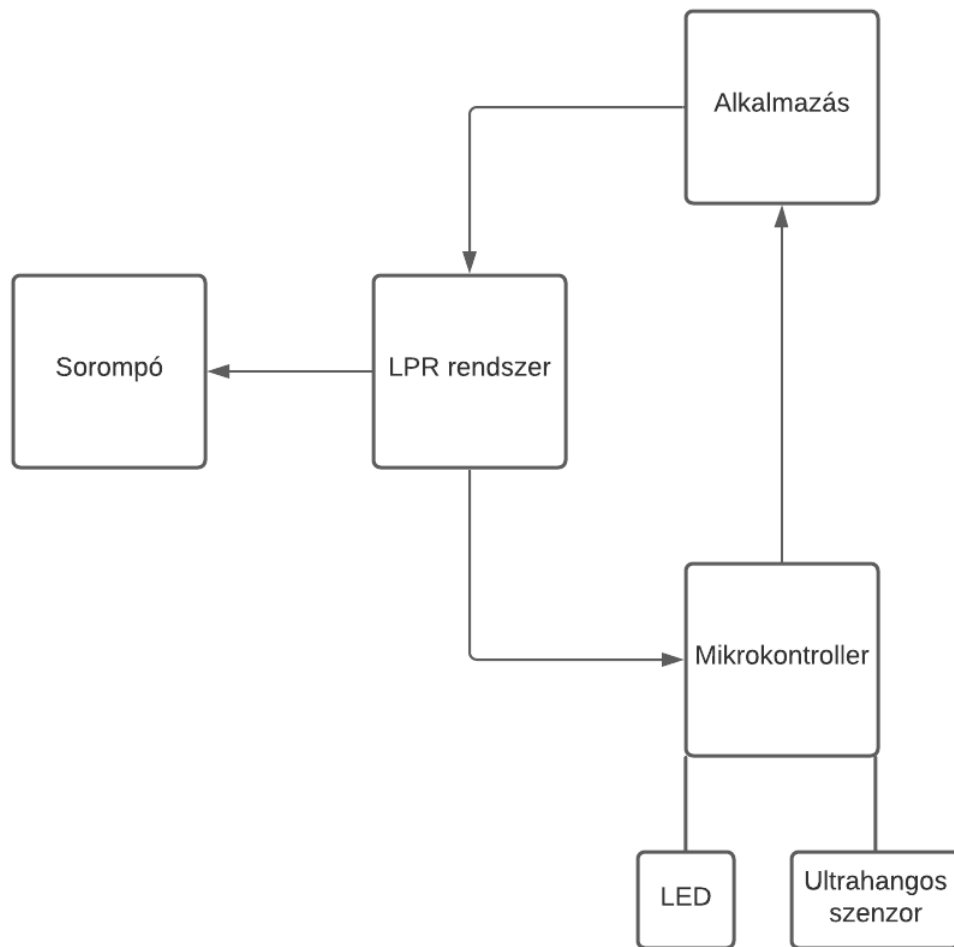 Alkalmazás
Sorompó
LPR rendszer
Mikrokontroller
LED
Ultrahangos
szenzor